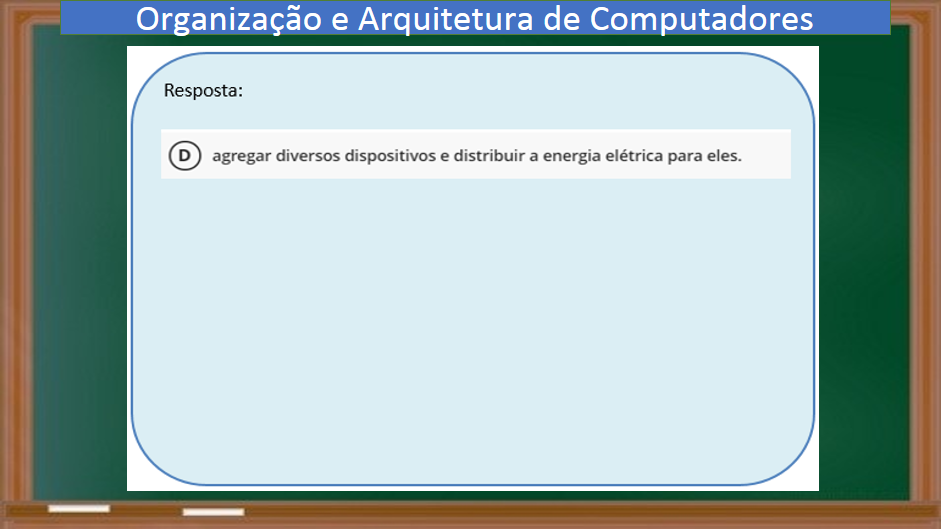 Organização e Arquitetura de Computadores
Resposta:
D agregar diversos dispositivos e distribuir a energia elétrica para eles.